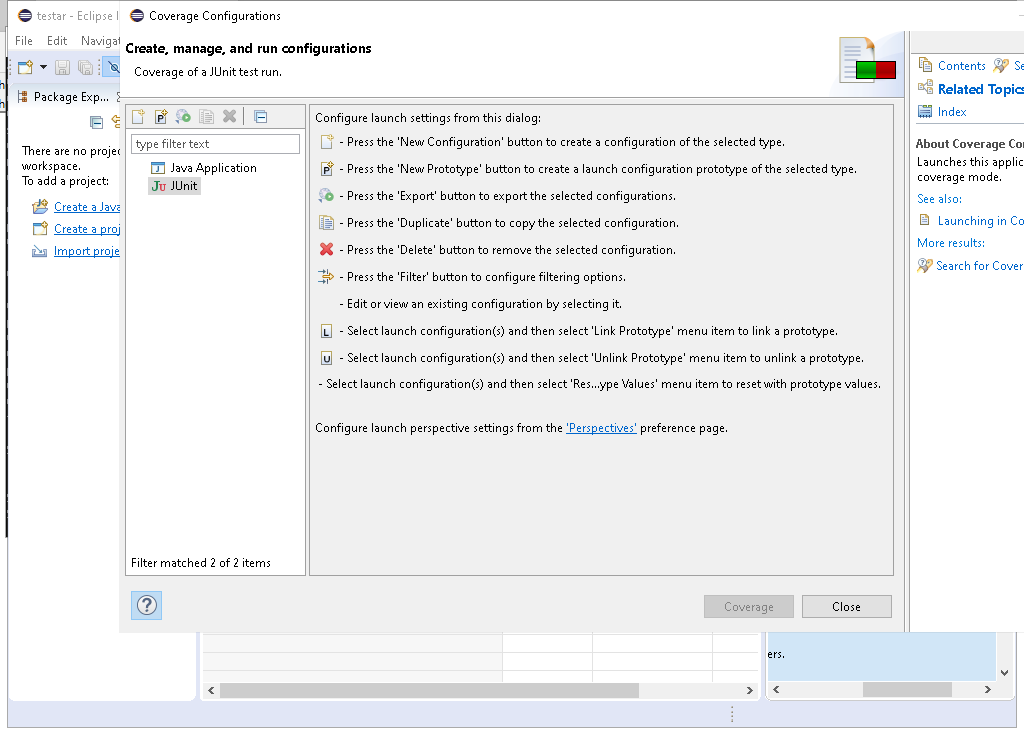 testar - Eclipse I
Coverage Configurations
File Edit Navigat
Create, manage, and run configurations
Coverage of a JUnit test run.
Contents Se
Related Topics
Index
Package Exp...
type filter text
Java Application
JUnit
Filter matched 2 of 2 items
There are no projec
workspace.
To add a project:
Create a Java
Create a proj
Import proje
Configure launch settings from this dialog:
- Press the 'New Configuration' button to create a configuration of the selected type.
P - Press the 'New Prototype' button to create a launch configuration prototype of the selected type.
- Press the 'Export' button to export the selected configurations.
- Press the 'Duplicate' button to copy the selected configuration.
- Press the 'Delete' button to remove the selected configuration.
- Press the 'Filter' button to configure filtering options.
- Edit or view an existing configuration by selecting it.
L - Select launch configuration(s) and then select 'Link Prototype' menu item to link a prototype.
U - Select launch configuration(s) and then select 'Unlink Prototype' menu item to unlink a prototype.
- Select launch configuration(s) and then select 'Res...ype Values' menu item to reset with prototype values.
Configure launch perspective settings from the 'Perspectives' preference page.
About Coverage Co
Launches this applic
coverage mode.
See also:
Launching in Co
More results:
Search for Cover
? Coverage Close
ers.